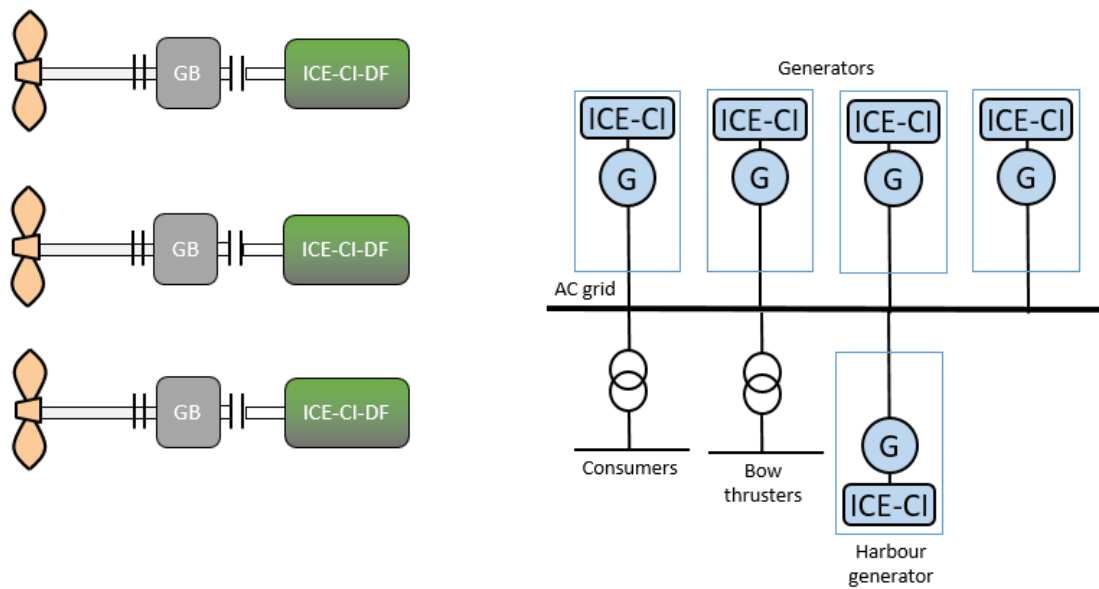 GB
ICE-CI-DF
GB
ICE-CI-DF
GB
ICE-CI-DF
Generators
ICE-CI
ICE-CI
ICE-CI
ICE-CI
G
G
G
G
AC grid
Consumers
Bow
thrusters
G
ICE-CI
Harbour
generator